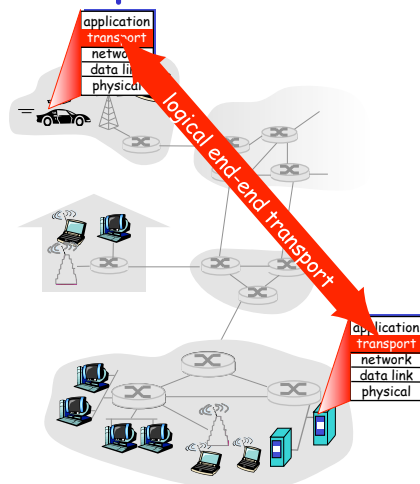 application
transport
network
data link
physical
logical end-end transport
application
transport
network
data link
physical